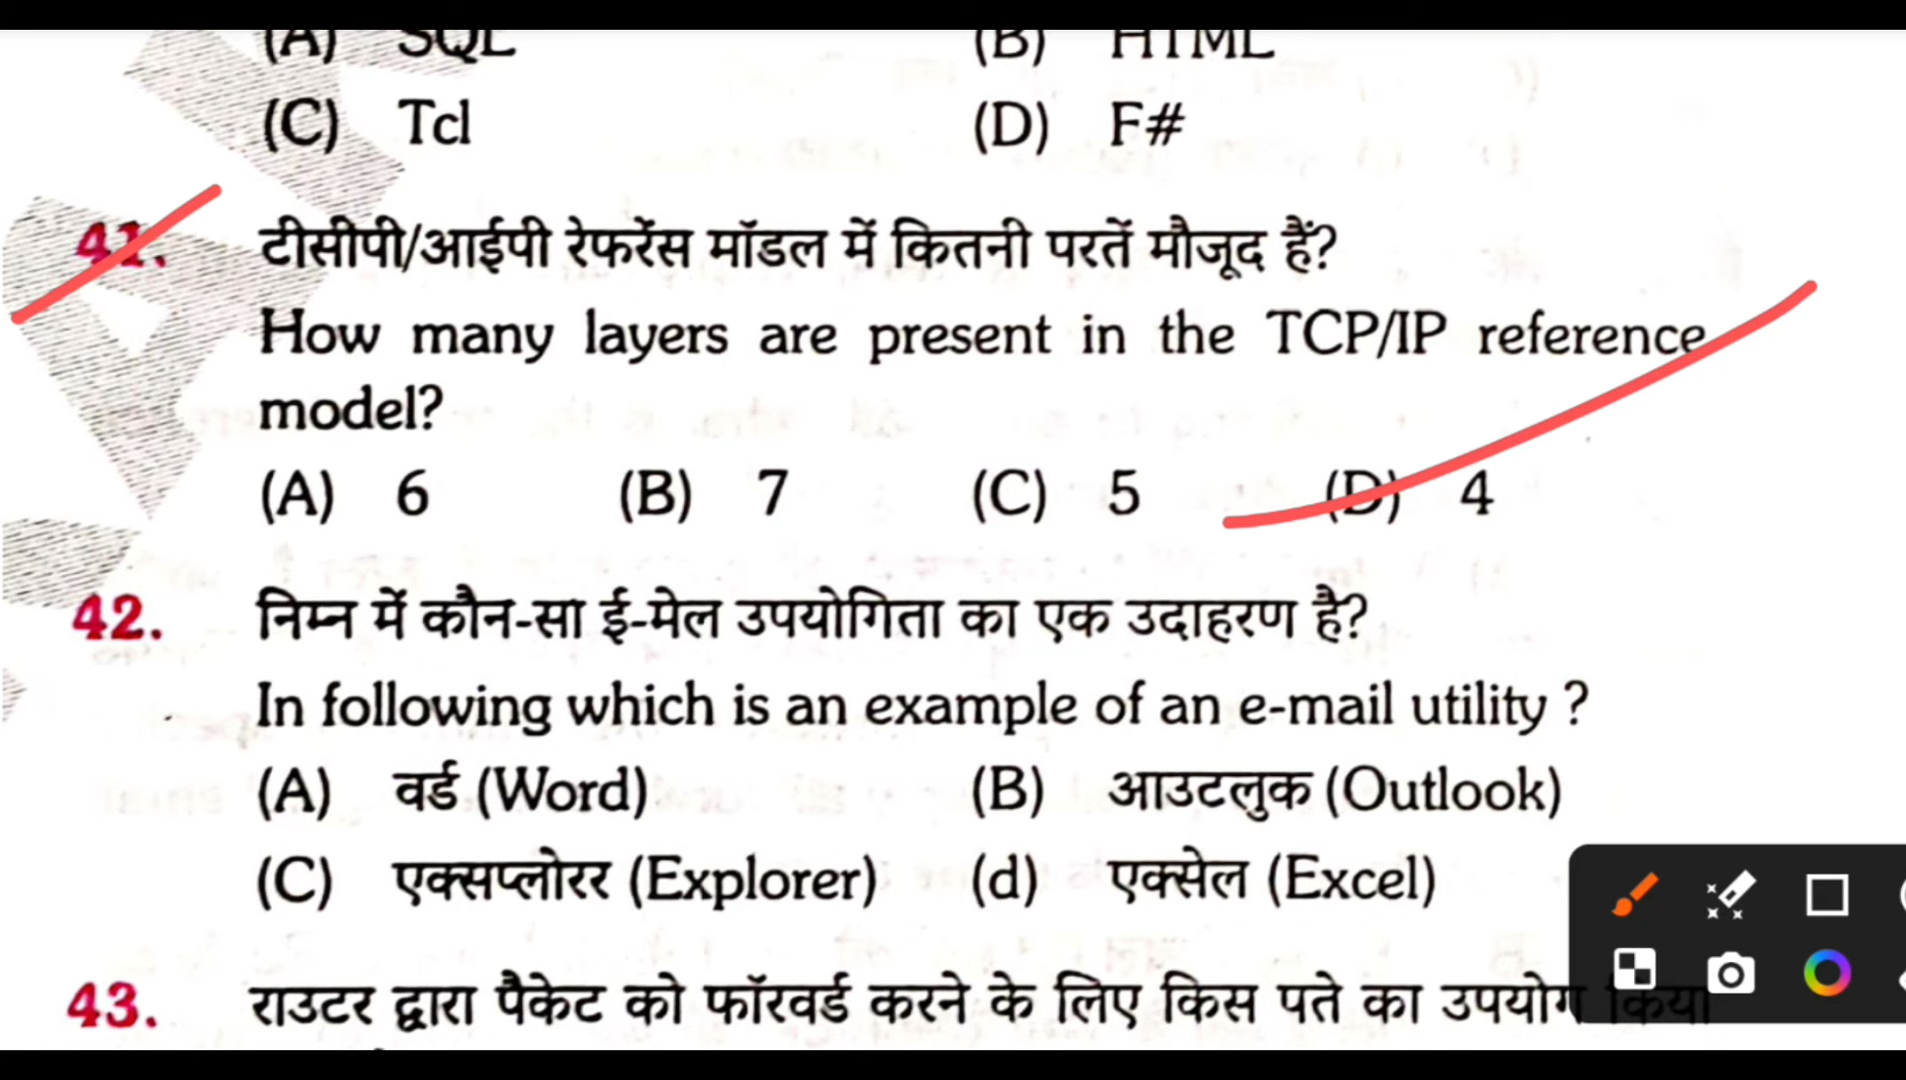 (A) SQL (B) HTML
(C) Tcl (D) F#
41. टीसीपी/आईपी रेफरेंस मॉडल में कितनी परतें मौजूद हैं?
How many layers are present in the TCP/IP reference
model?
(A) 6 (B) 7 (C) 5 (D) 4
42. निम्न में कौन-सा ई-मेल उपयोगिता का एक उदाहरण है?
In following which is an example of an e-mail utility ?
(A) वर्ड (Word) (B) आउटलुक (Outlook)
(C) एक्सप्लोरर (Explorer) (d) एक्सेल (Excel)
43. राउटर द्वारा पैकेट को फॉरवर्ड करने के लिए किस पते का उपयोग किया